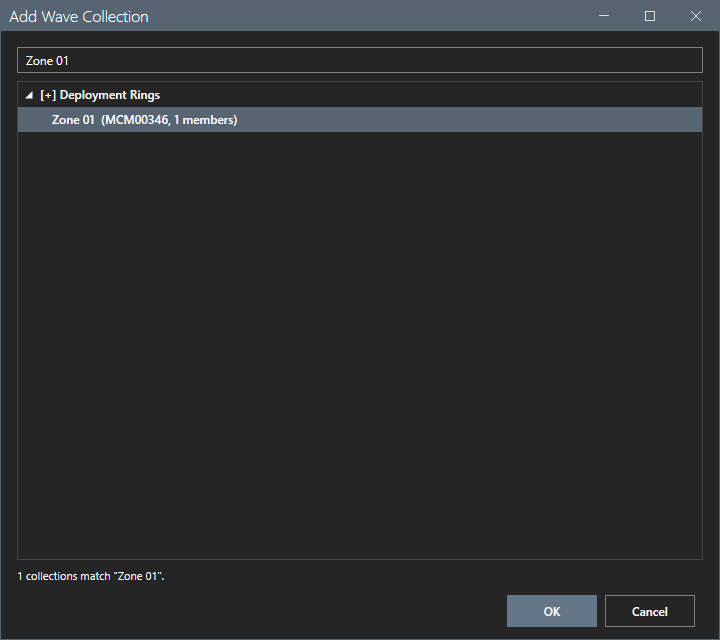 Add Wave Collection
Zone 01
[+] Deployment Rings
Zone 01 (MCM00346, 1 members)
1 collections match "Zone 01".
OK
Cancel